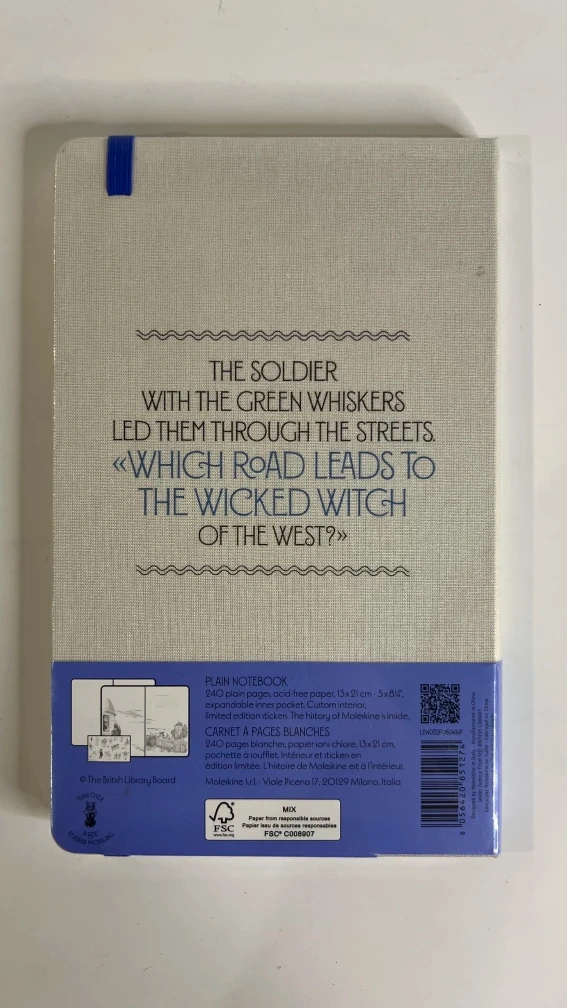 THE SOLDIER
WITH THE GREEN WHISKERS
LED THEM THROUGH THE STREETS.
«WHICH ROAD LEADS TO
THE WICKED WITCH
OF THE WEST?»
PLAIN NOTEBOOK
240 plain pages, acid-free paper, 13x21 cm · 5x8¼",
expandable inner pocket. Custom interior,
limited edition sticker. The history of Moleskine is inside.
CARNET À PAGES BLANCHES
240 pages blanches, papier sans chlore, 13x21 cm,
pochette à soufflet. Intérieur et sticker en
édition limitée. L'histoire de Moleskine est à l'intérieur.
Moleskine s.r.l. - Viale Piceno 17, 20129 Milano, Italia
© The British Library Board
FSC
www.fsc.org
MIX
Paper from responsible sources
Papier issu de sources responsables
FSC® C008907
8 056420 851274